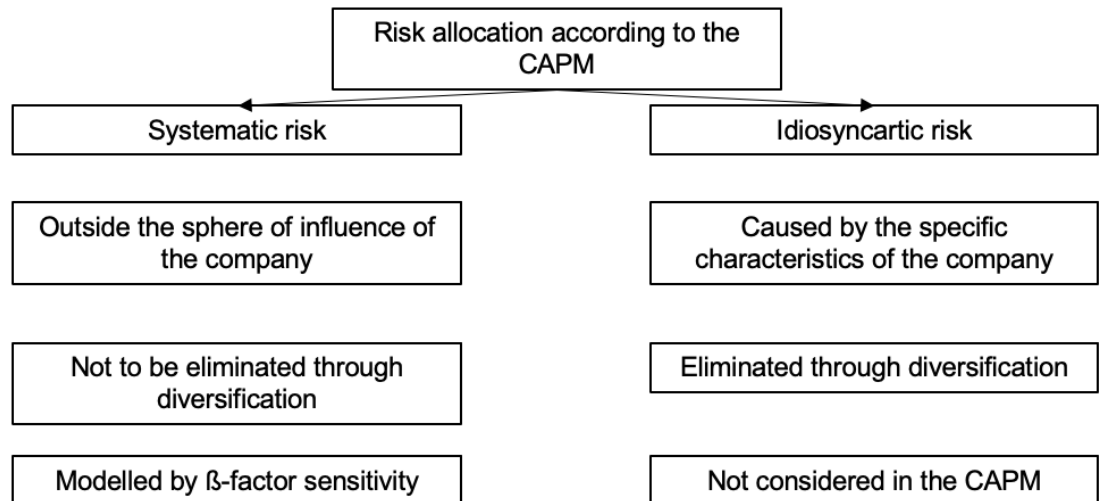 Risk allocation according to the
CAPM
Systematic risk
Idiosyncartic risk
Outside the sphere of influence of
the company
Caused by the specific
characteristics of the company
Not to be eliminated through
diversification
Eliminated through diversification
Modelled by ß-factor sensitivity
Not considered in the CAPM